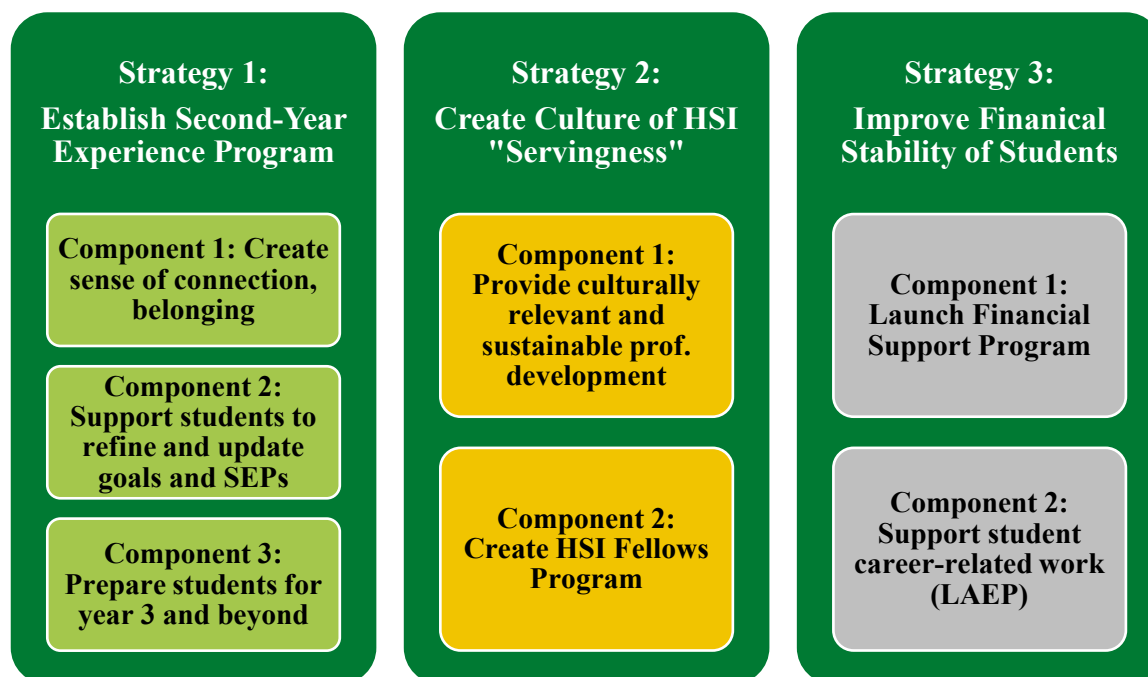 Strategy 1:
Establish Second-Year
Experience Program
Component 1: Create
sense of connection,
belonging
Component 2:
Support students to
refine and update
goals and SEPs
Component 3:
Prepare students for
year 3 and beyond
Strategy 2:
Create Culture of HSI
"Servingness"
Component 1:
Provide culturally
relevant and
sustainable prof.
development
Component 2:
Create HSI Fellows
Program
Strategy 3:
Improve Finanical
Stability of Students
Component 1:
Launch Financial
Support Program
Component 2:
Support student
career-related work
(LAEP)